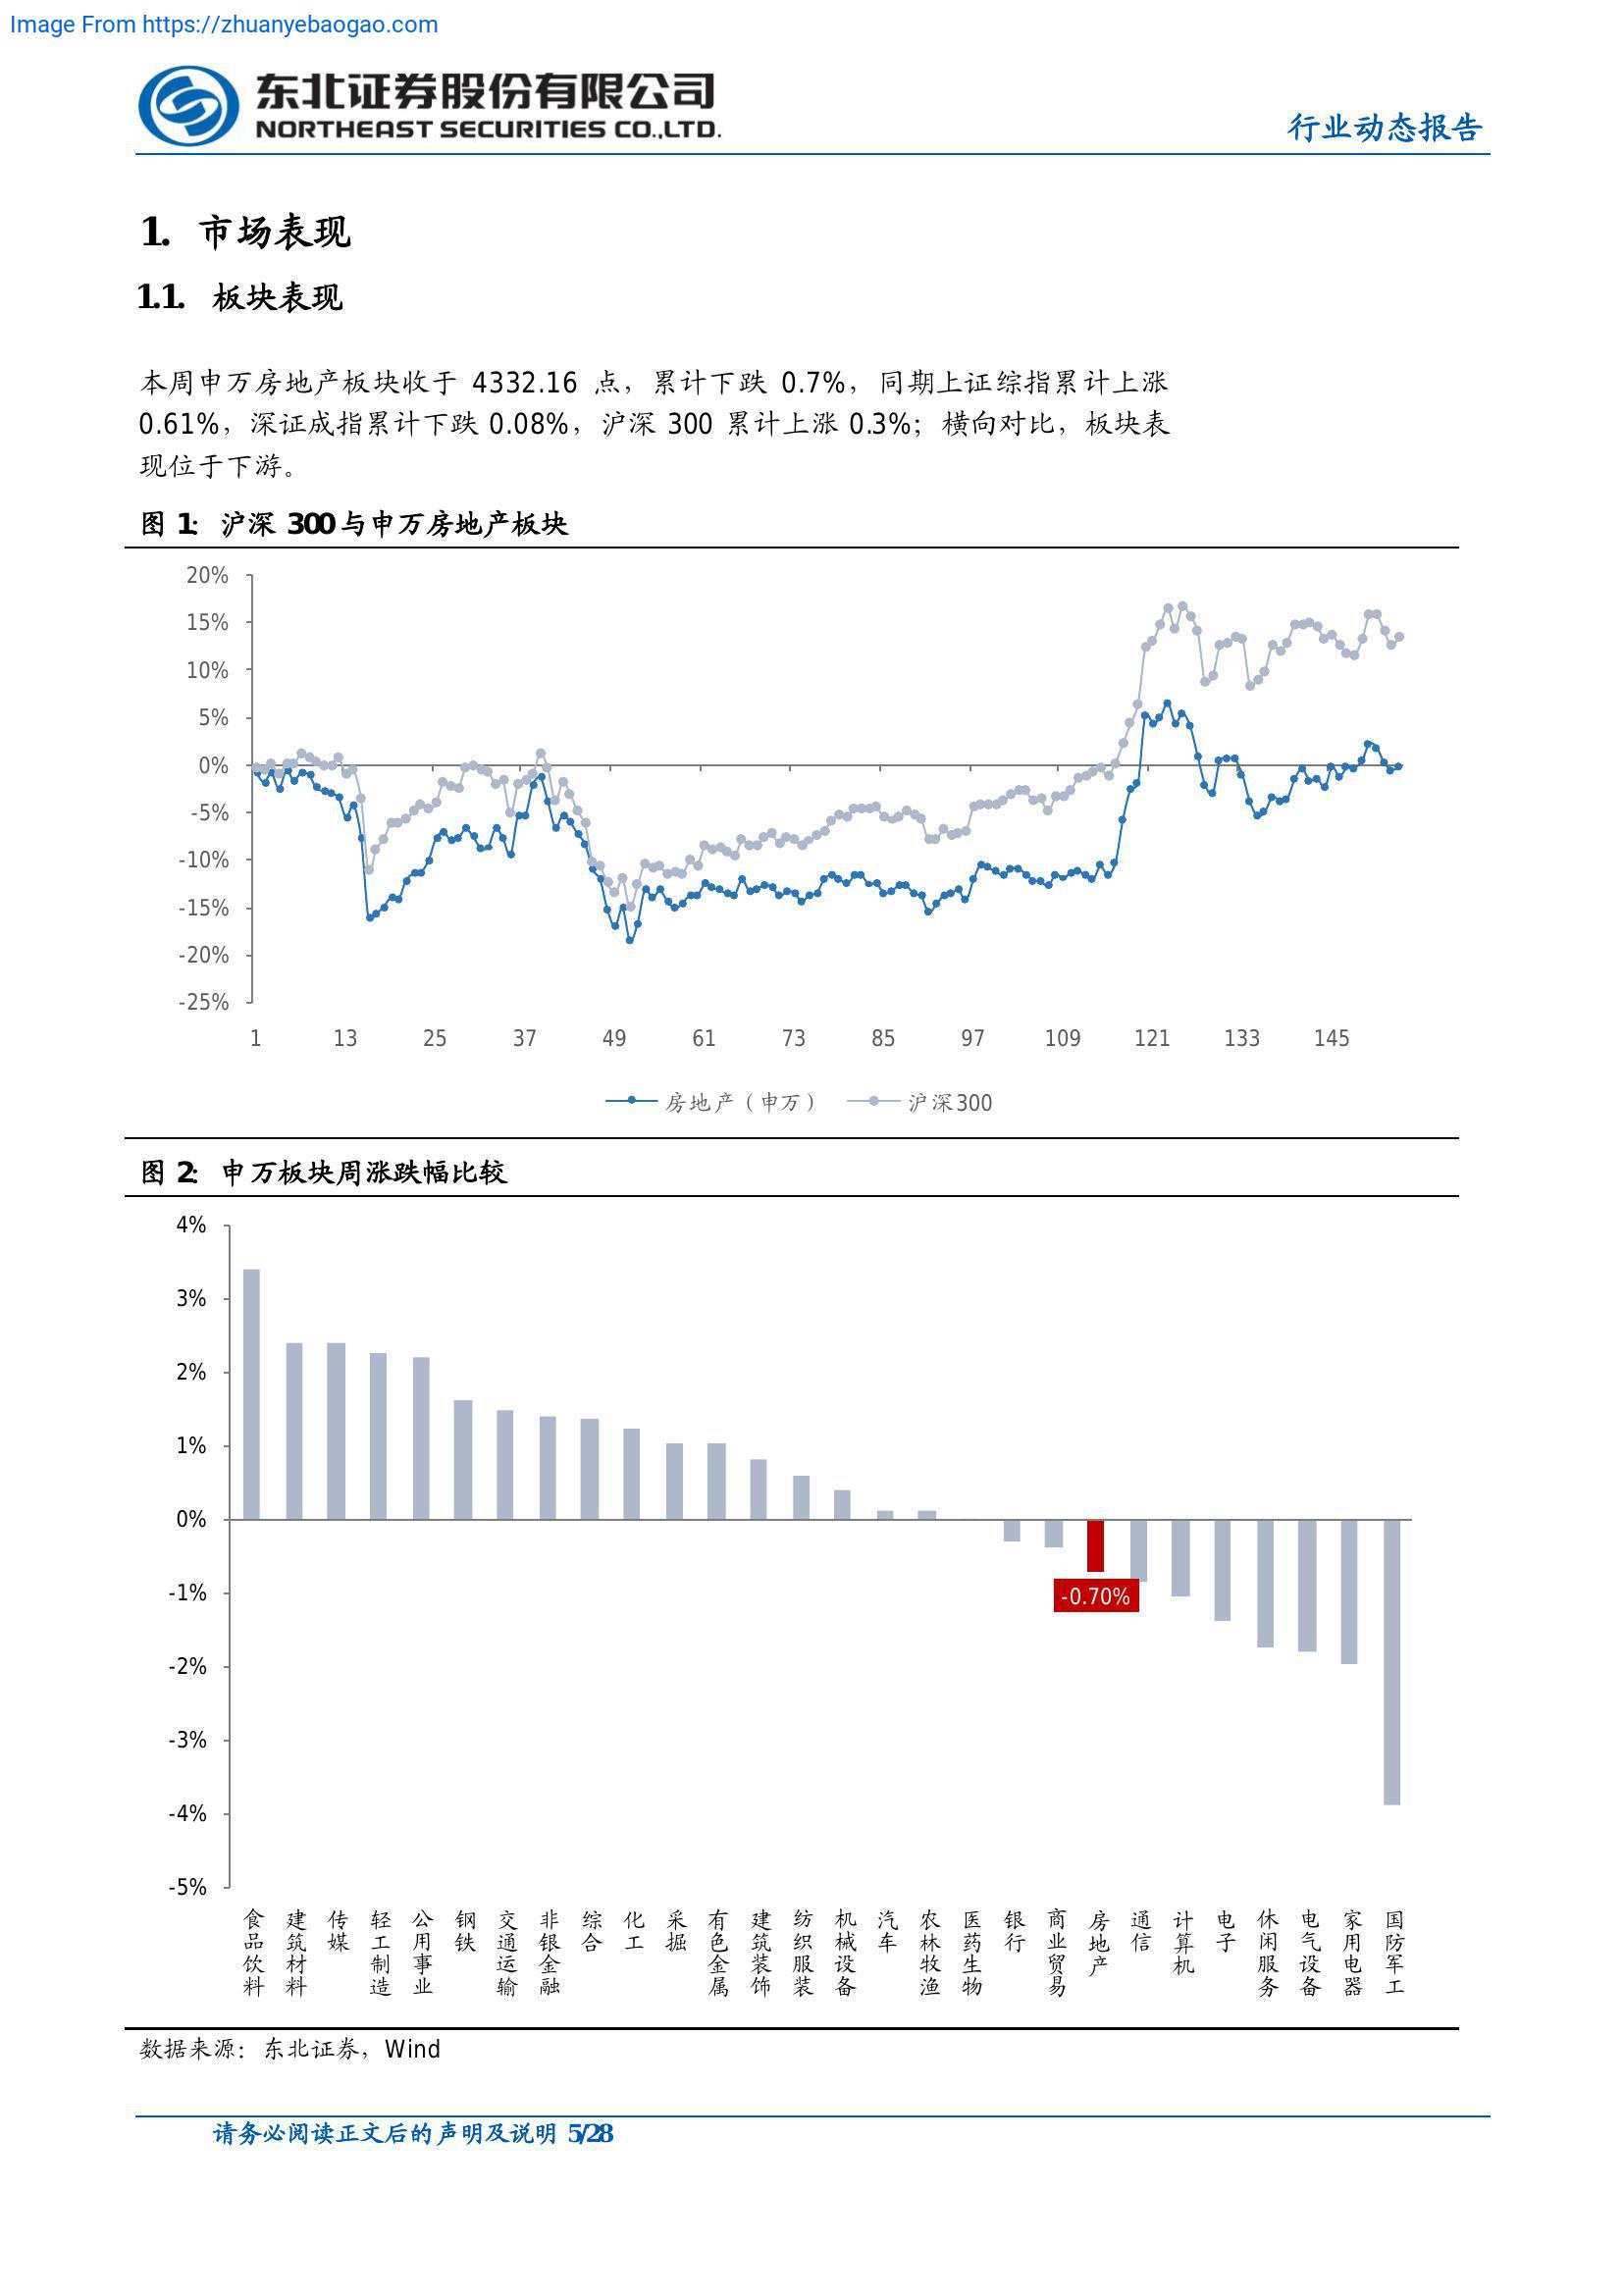 Image From https://zhuanyebaogao.com
东北证券股份有限公司
NORTHEAST SECURITIES CO.,LTD.
行业动态报告
1. 市场表现
1.1. 板块表现
本周申万房地产板块收于 4332.16 点，累计下跌 0.7%，同期上证综指累计上涨
0.61%，深证成指累计下跌 0.08%，沪深 300 累计上涨 0.3%；横向对比，板块表
现位于下游。
图 1: 沪深 300与申万房地产板块
20%
15%
10%
5%
0%
-5%
-10%
-15%
-20%
-25%
1 13 25 37 49 61 73 85 97 109 121 133 145
房地产（申万） 沪深300
图 2: 申万板块周涨跌幅比较
4%
3%
2%
1%
0%
-1%
-2%
-3%
-4%
-5%
-0.70%
食品饮料 建筑材料 传媒 轻工制造 公用事业 钢铁 交通运输 非银金融 综合 化工 采掘 有色金属 建筑装饰 纺织服装 机械设备 汽车 农林牧渔 医药生物 银行 商业贸易 房地产 通信 计算机 电子 休闲服务 电气设备 家用电器 国防军工
数据来源：东北证券，Wind
请务必阅读正文后的声明及说明 5/28